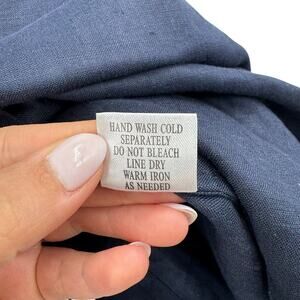 HAND WASH COLD
SEPARATELY
DO NOT BLEACH
LINE DRY
WARM IRON
AS NEEDED